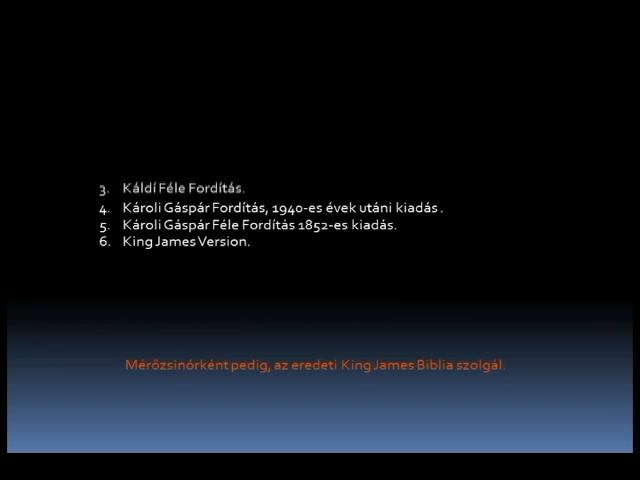 3. Káldí Féle Fordítás.
4. Károli Gáspár Fordítás, 1940-es évek utáni kiadás .
5. Károli Gáspár Féle Fordítás 1852-es kiadás.
6. King James Version.
Mérőzsinórként pedig, az eredeti King James Biblia szolgál.